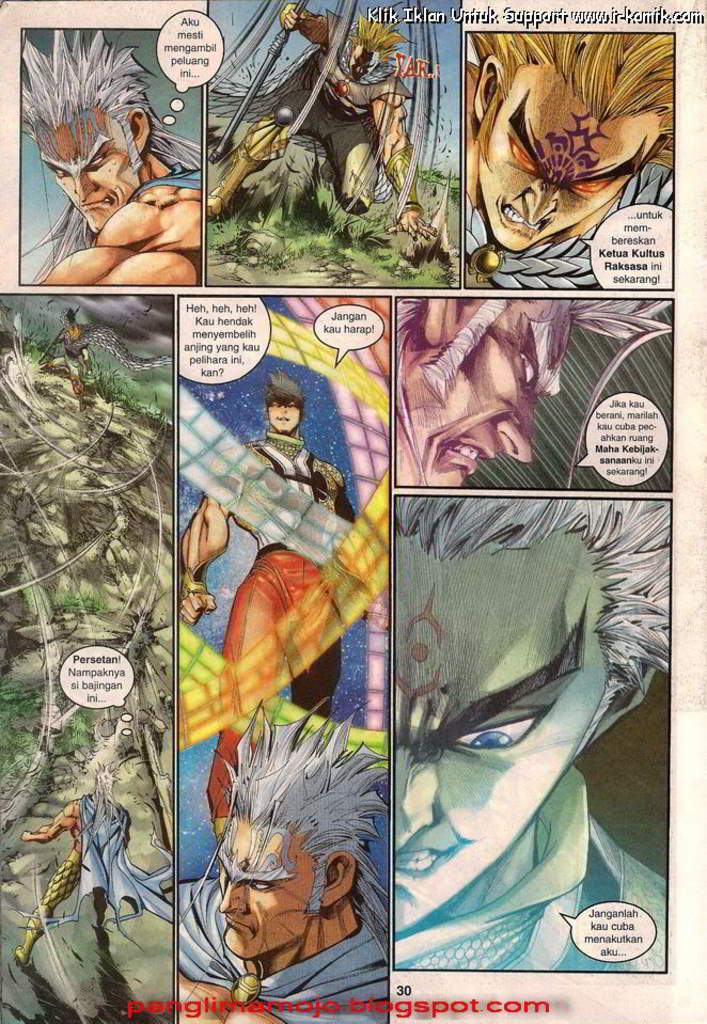 Klik Iklan Untuk Support www.i-komik.com
Aku
mesti
mengambil
peluang
ini...
...untuk
mem-
bereskan
Ketua Kultus
Raksasa ini
sekarang!
Heh, heh, heh!
Kau hendak
menyembelih
anjing yang kau
pelihara ini,
kan?
Jangan
kau harap!
Jika kau
berani, marilah
kau cuba pec-
ahkan ruang
Maha Kebijak-
sanaanku ini
sekarang!
Persetan!
Nampaknya
si bajingan
ini...
Janganlah
kau cuba
menakutkan
aku...
30
panglimamojo.blogspot.com